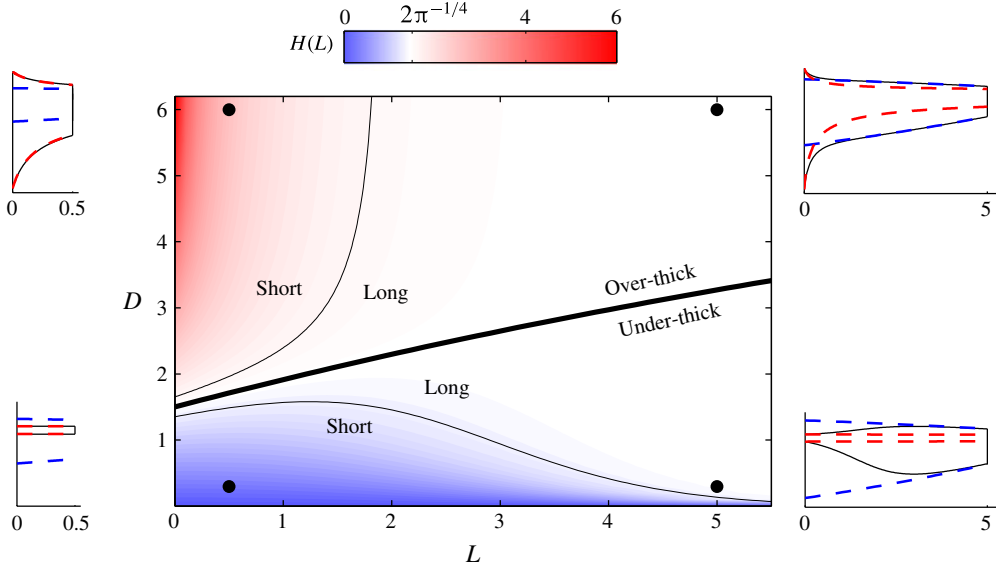 0 2π^{-1/4} 4 6
H(L)
6
5
4
3
2
1
D
0 1 2 3 4 5
L
Short
Long
Over-thick
Under-thick
Long
Short
0 0.5
0 5
0 0.5
0 5